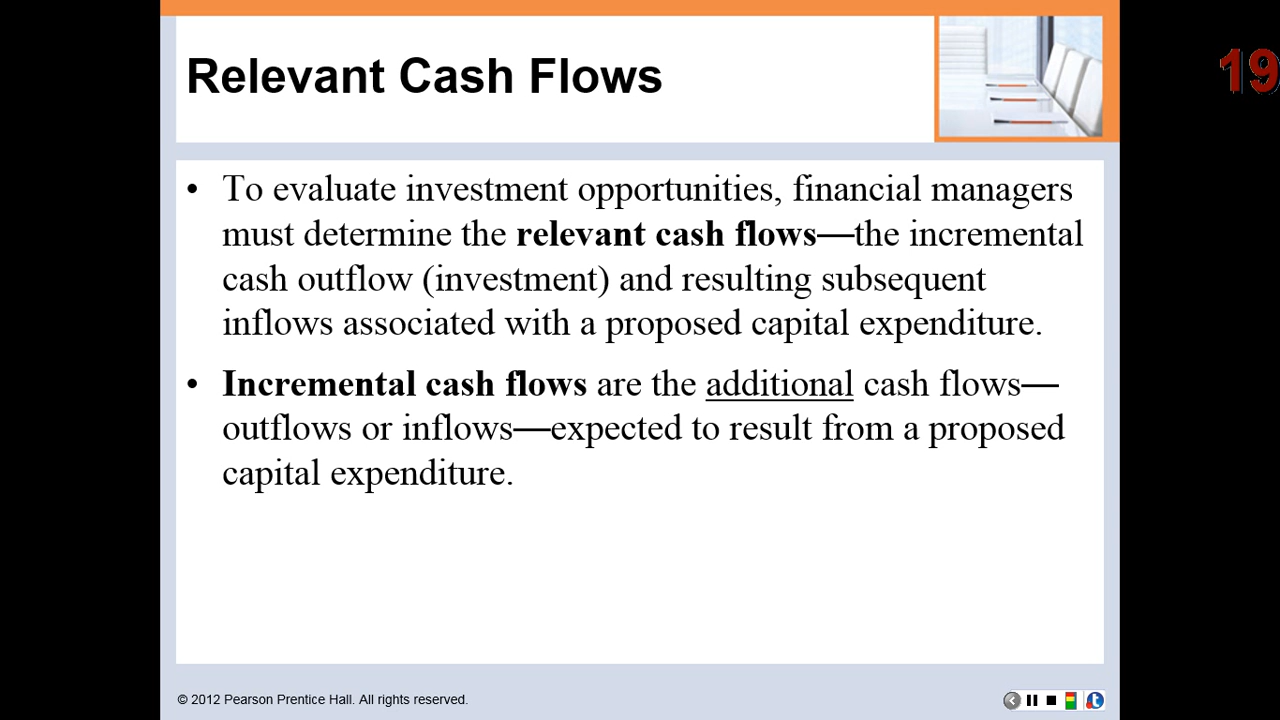 Relevant Cash Flows
19
• To evaluate investment opportunities, financial managers
must determine the relevant cash flows—the incremental
cash outflow (investment) and resulting subsequent
inflows associated with a proposed capital expenditure.
• Incremental cash flows are the additional cash flows—
outflows or inflows—expected to result from a proposed
capital expenditure.
© 2012 Pearson Prentice Hall. All rights reserved.
t